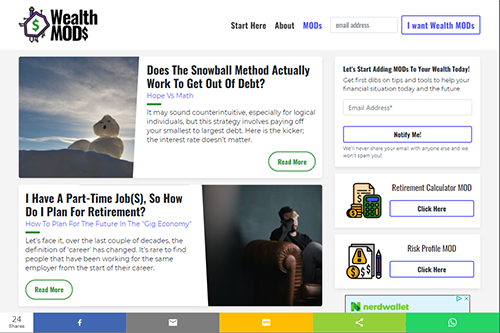 Wealth
MOD$
Start Here
About
MODs
email address
I want Wealth MODs
Does The Snowball Method Actually
Work To Get Out Of Debt?
Hope Vs Math
It may sound counterintuitive, especially for logical
individuals, but this strategy involves paying off
your smallest to largest debt. Here is the kicker;
the interest rate doesn't matter.
Read More
I Have A Part-Time Job($), So How
Do I Plan For Retirement?
How To Plan For The Future In The "Gig Economy"
Let's face it, over the last couple of decades, the
definition of 'career' has changed. It's rare to find
people that have been working for the same
employer from the start of their career.
Read More
Let's Start Adding MODs To Your Wealth Today!
Get first dibs on tips and tools to help your
financial situation today and the future.
Email Address*
Notify Me!
We'll never share your email with anyone else and we
won't spam you!
Retirement Calculator MOD
Click Here
Risk Profile MOD
Click Here
nerdwallet
24
Shares